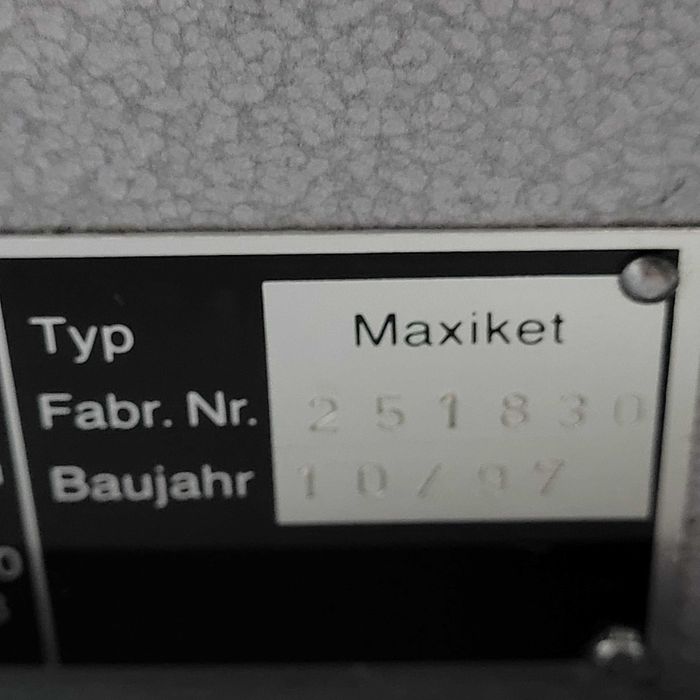 Typ Maxiket
Fabr. Nr. 251830
Baujahr 10/97